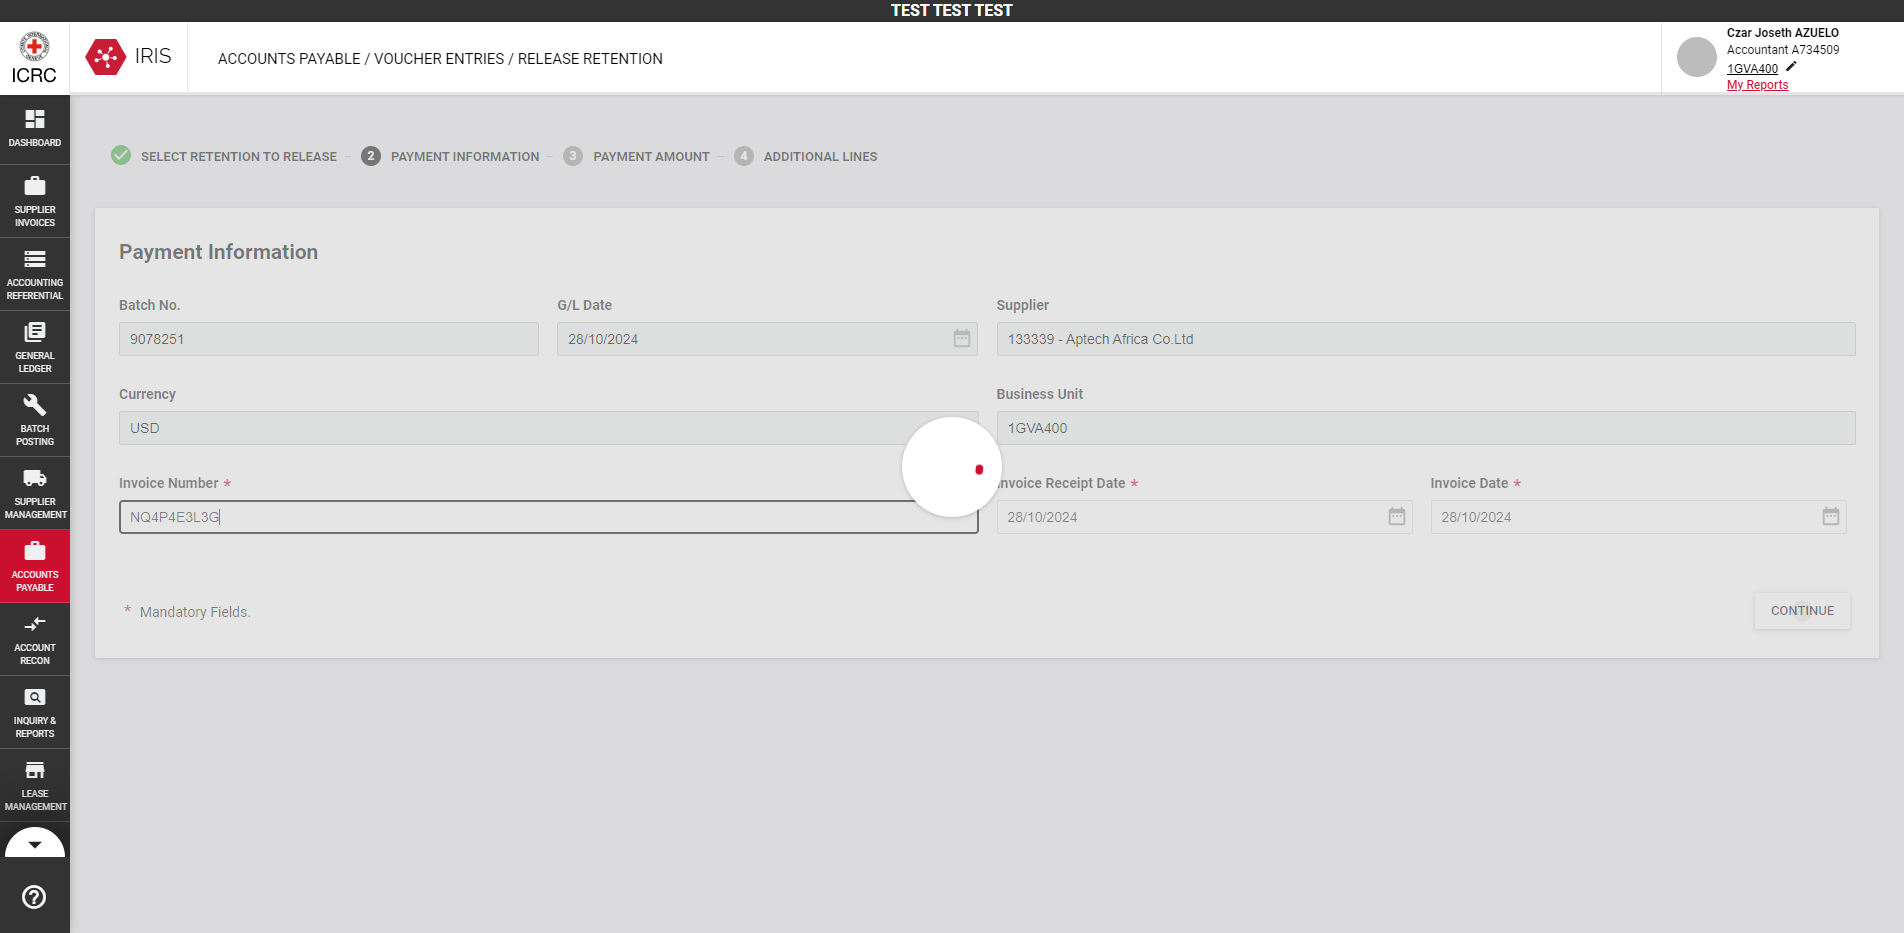 TEST TEST TEST
ICRC
IRIS
ACCOUNTS PAYABLE / VOUCHER ENTRIES / RELEASE RETENTION
Czar Joseth AZUELO
Accountant A734509
1GVA400
My Reports
DASHBOARD
SUPPLIER
INVOICES
ACCOUNTING
REFERENTIAL
GENERAL
LEDGER
BATCH
POSTING
SUPPLIER
MANAGEMENT
ACCOUNTS
PAYABLE
ACCOUNT
RECON
INQUIRY &
REPORTS
LEASE
MANAGEMENT
SELECT RETENTION TO RELEASE – 2 PAYMENT INFORMATION – 3 PAYMENT AMOUNT – 4 ADDITIONAL LINES
Payment Information
Batch No. G/L Date Supplier
9078251 28/10/2024 133339 - Aptech Africa Co.Ltd
Currency Business Unit
USD 1GVA400
Invoice Number * nvoice Receipt Date * Invoice Date *
NQ4P4E3L3G 28/10/2024 28/10/2024
* Mandatory Fields.
CONTINUE